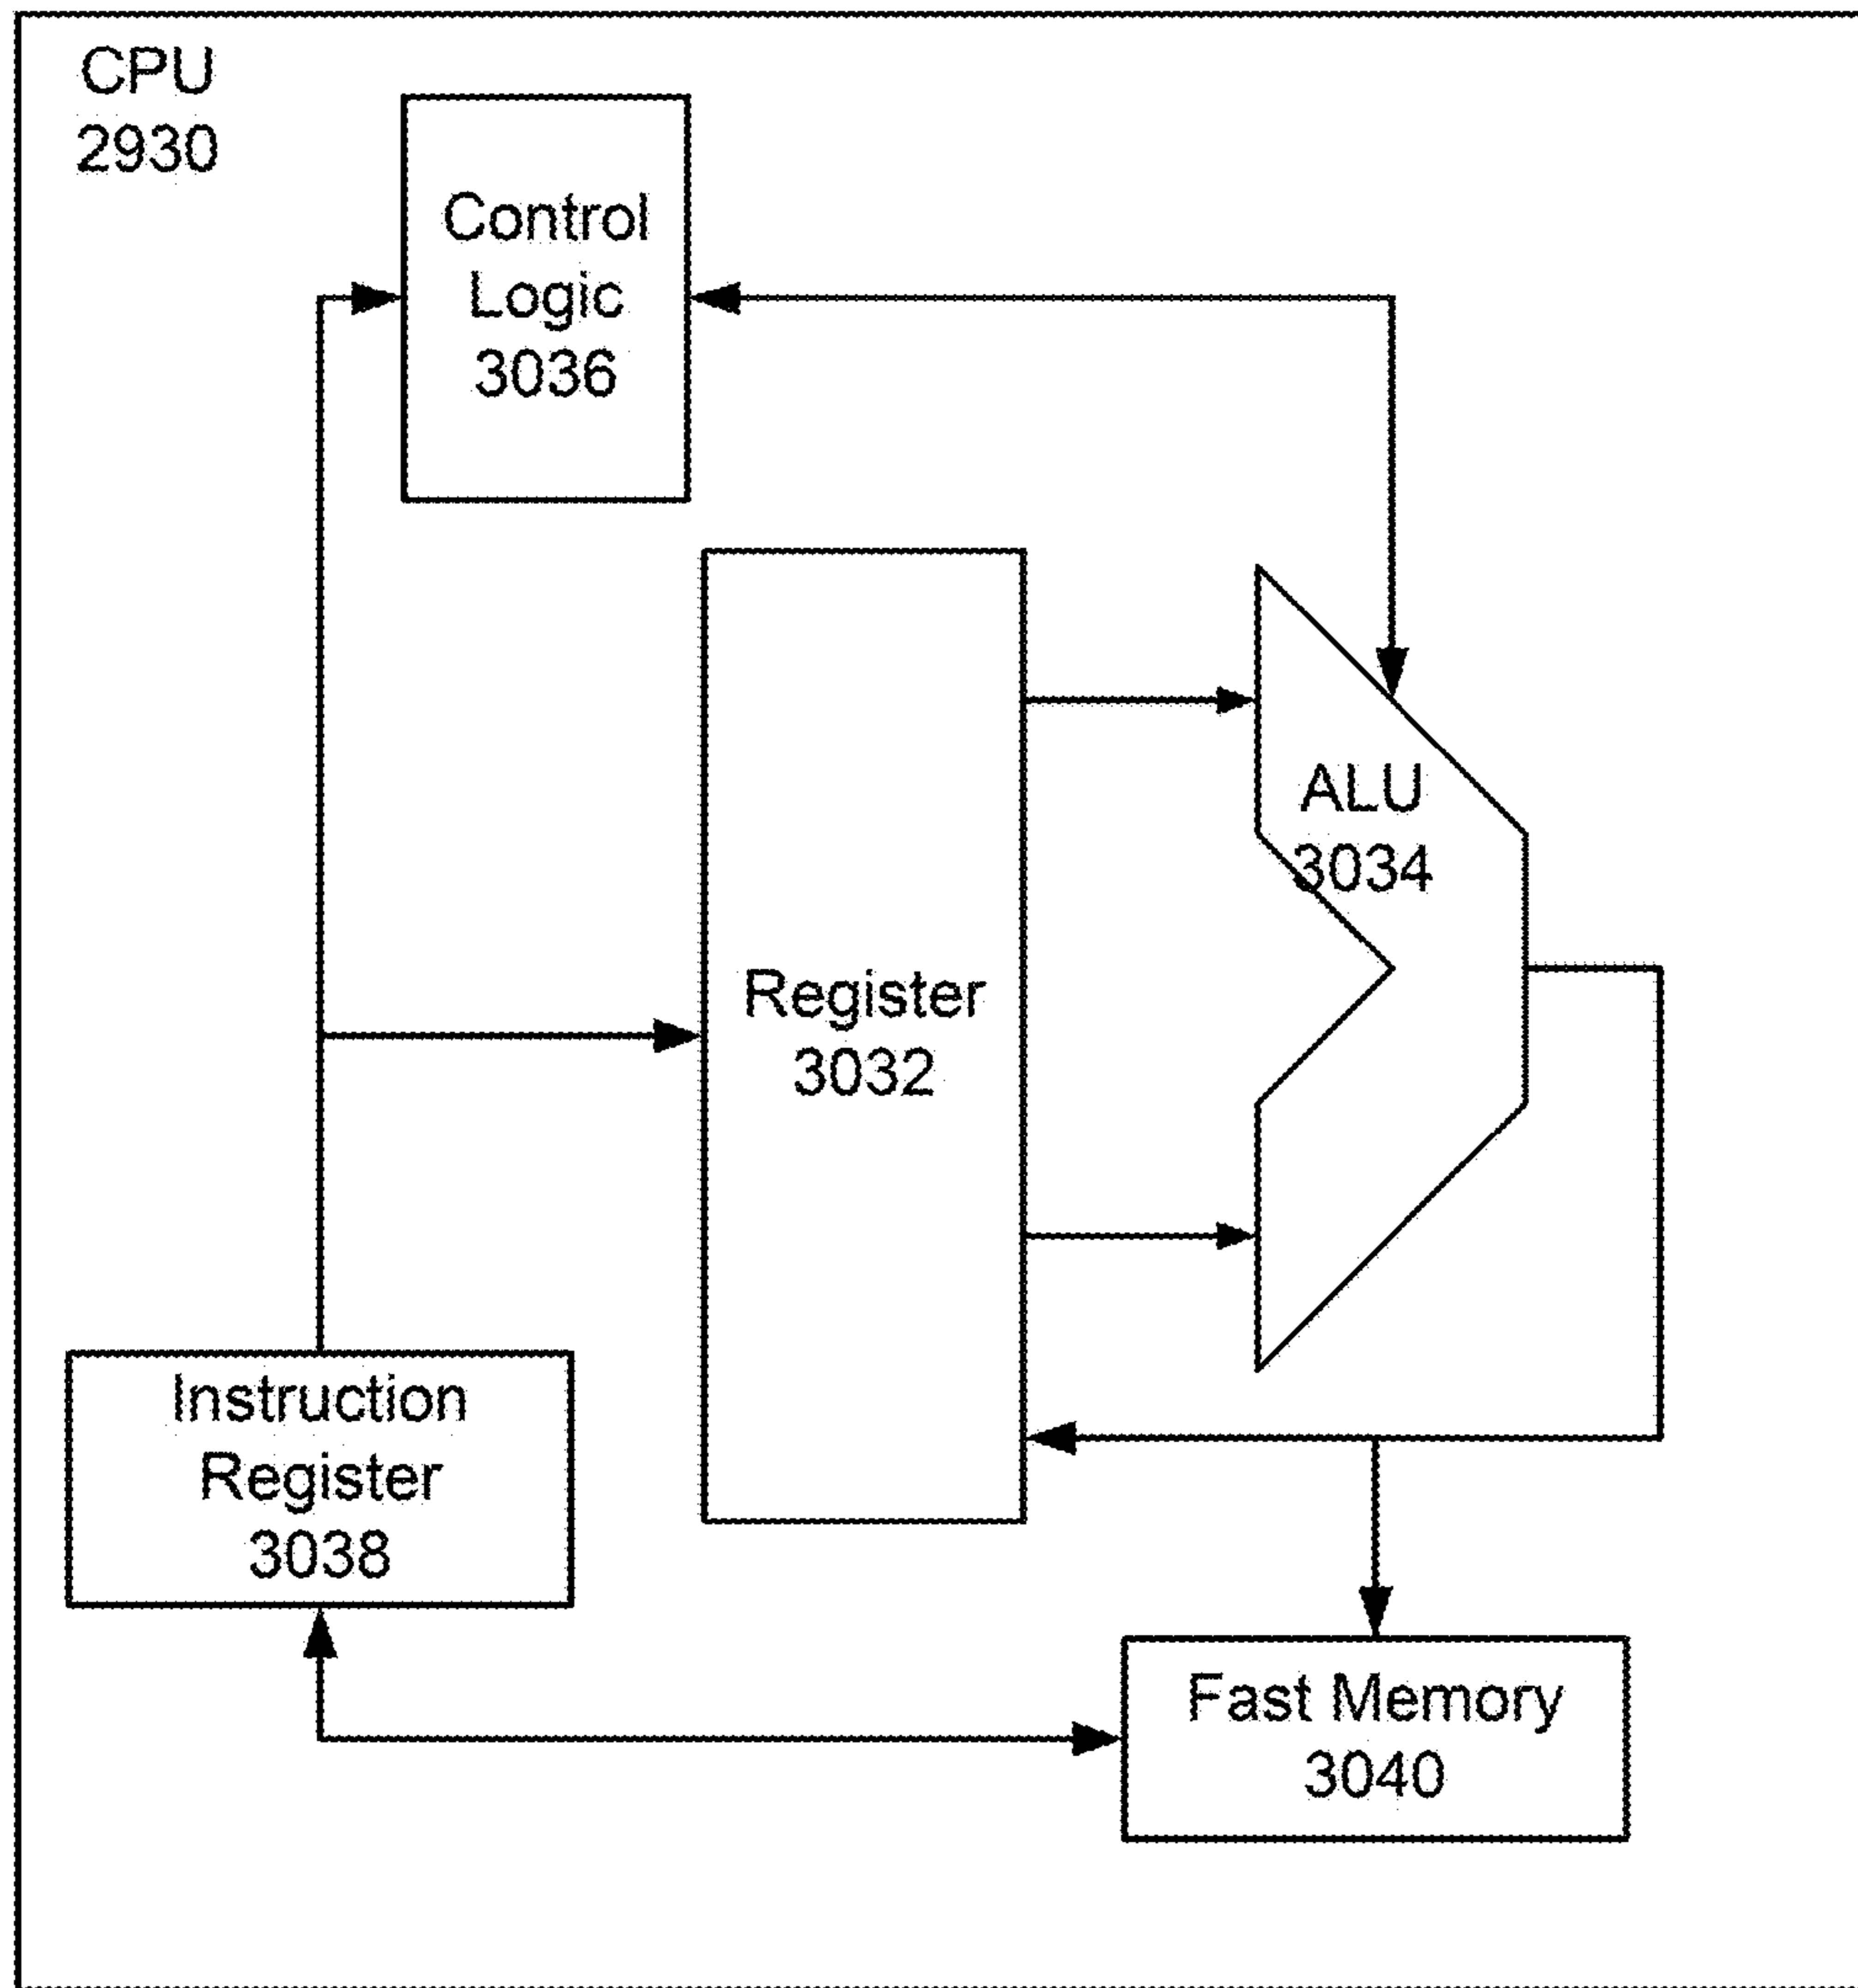 CPU
2930
Control
Logic
3036
ALU
3034
Register
3032
Instruction
Register
3038
Fast Memory
3040